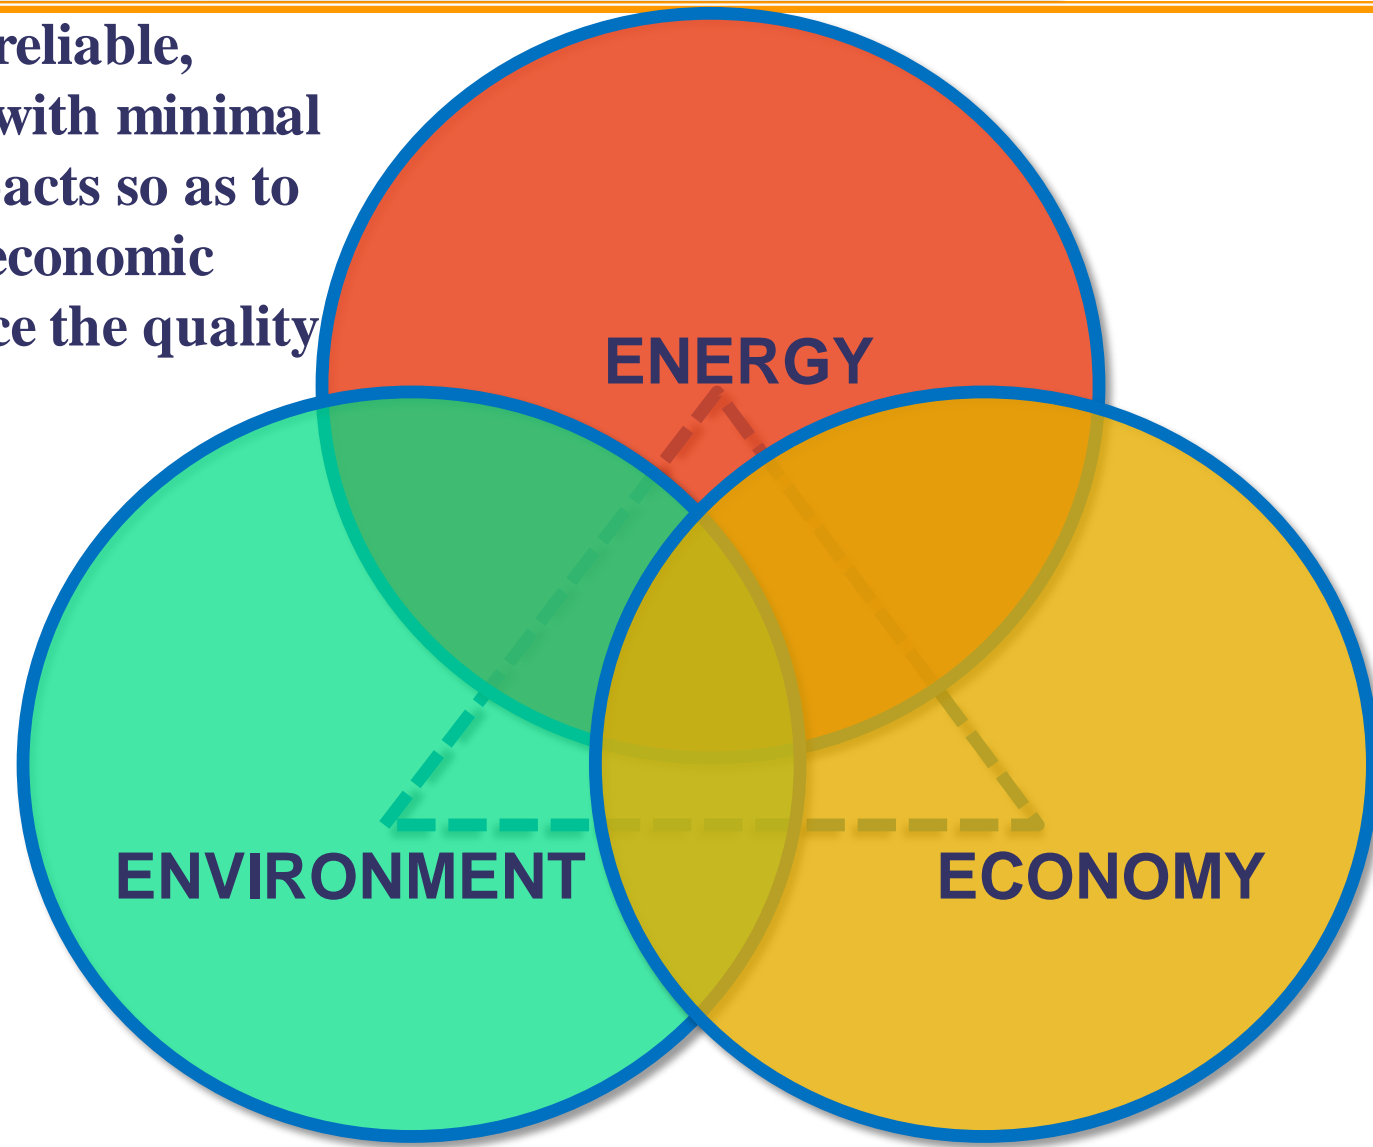 reliable,
with minimal
acts so as to
economic
ce the quality
ENERGY
ENVIRONMENT
ECONOMY